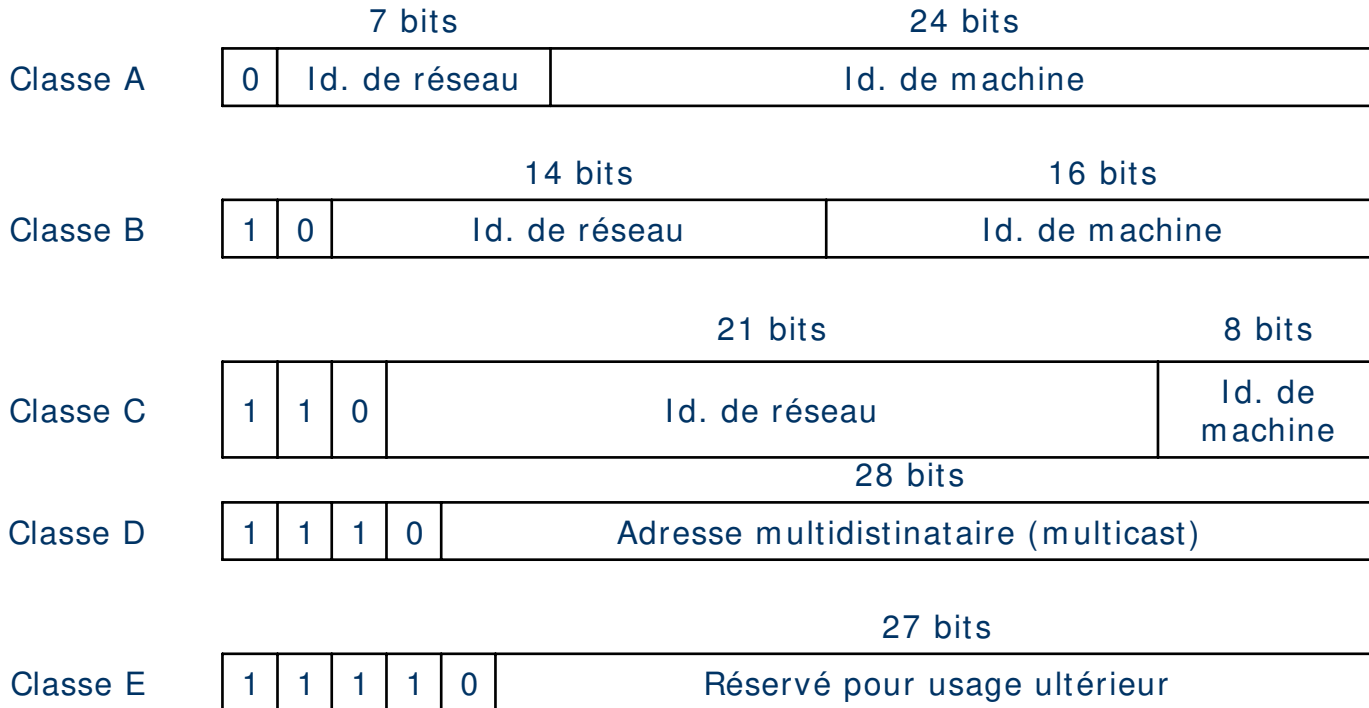 7 bits 24 bits
Classe A 0 Id. de réseau Id. de machine
14 bits 16 bits
Classe B 1 0 Id. de réseau Id. de machine
21 bits 8 bits
Classe C 1 1 0 Id. de réseau Id. de
machine
28 bits
Classe D 1 1 1 0 Adresse multidistinataire (multicast)
27 bits
Classe E 1 1 1 1 0 Réservé pour usage ultérieur